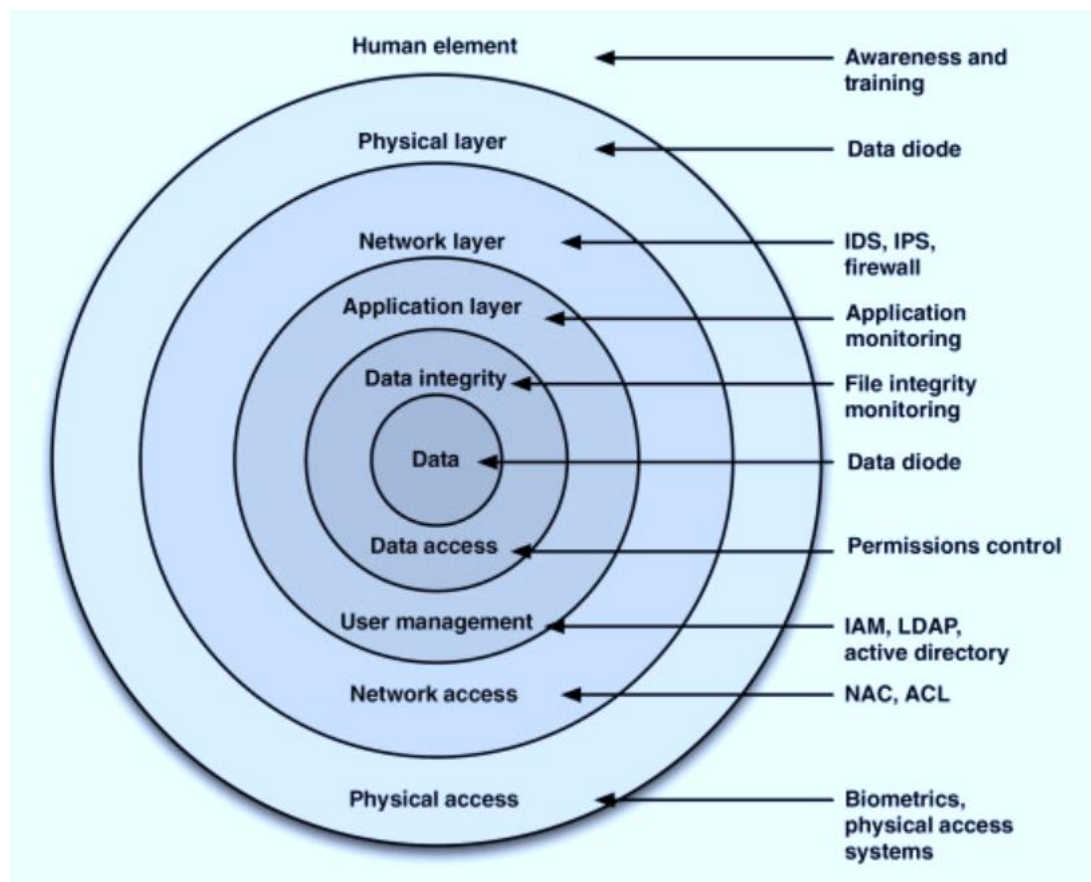 Human element
Awareness and
training
Physical layer
Data diode
Network layer
IDS, IPS,
firewall
Application layer
Application
monitoring
Data integrity
File integrity
monitoring
Data
Data diode
Data access
Permissions control
User management
IAM, LDAP,
active directory
Network access
NAC, ACL
Physical access
Biometrics,
physical access
systems